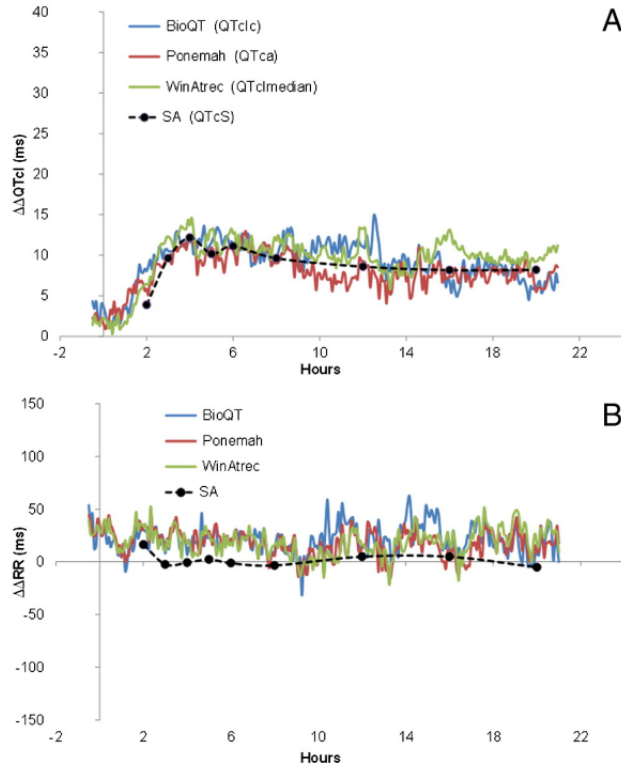 A
40
35
30
25
20
15
10
5
0
ΔΔQTcI (ms)
BioQT (QTcIc)
Ponemah (QTca)
WinAtrec (QTcImedian)
SA (QTcS)
-2 2 6 10 14 18 22
Hours
B
150
100
50
0
-50
-100
-150
ΔΔRR (ms)
BioQT
Ponemah
WinAtrec
SA
-2 2 6 10 14 18 22
Hours